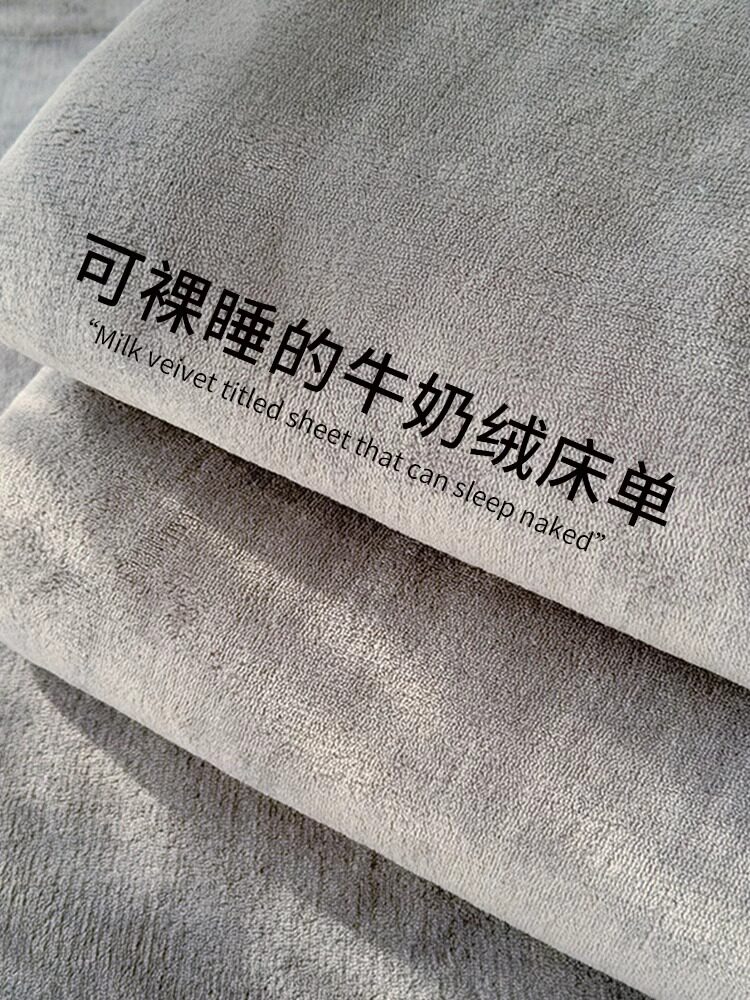 可裸睡的牛奶绒床单
“Milk veivet titled sheet that can sleep naked”